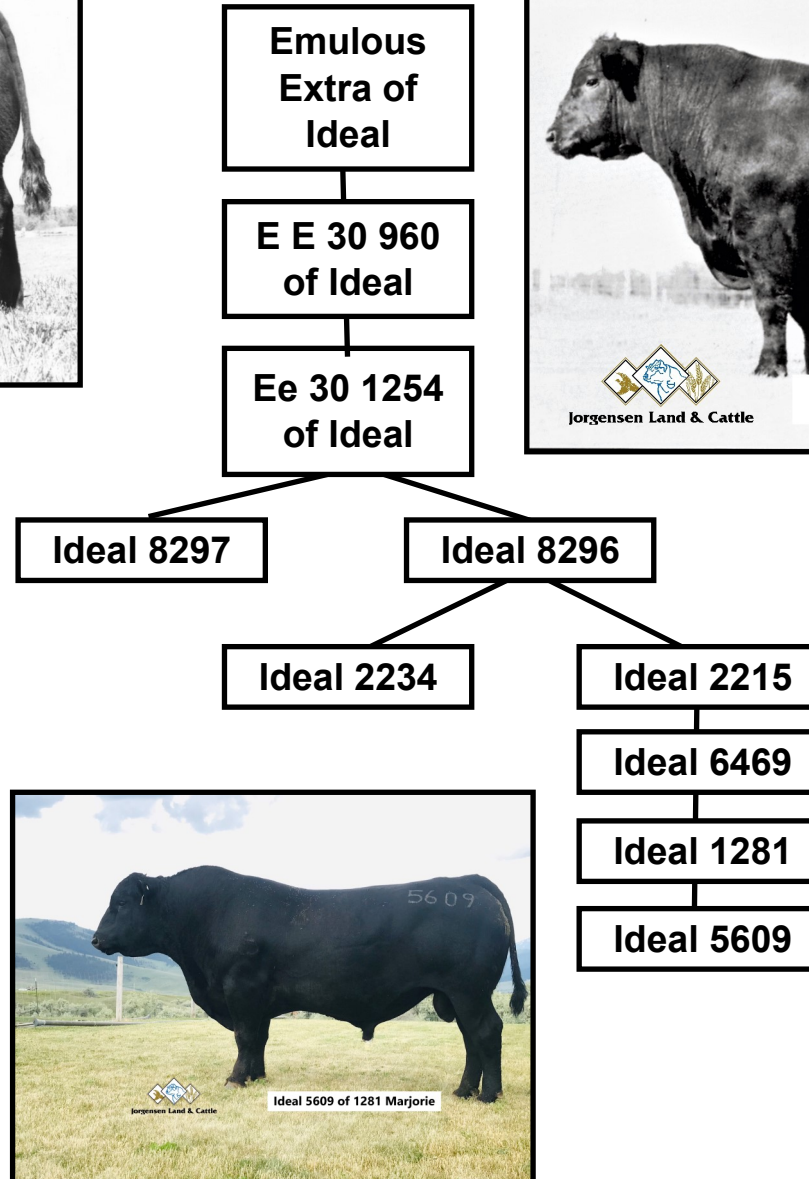 Emulous
Extra of
Ideal
E E 30 960
of Ideal
Jorgensen Land & Cattle
Ee 30 1254
of Ideal
Ideal 8297
Ideal 8296
Ideal 2234
Ideal 2215
Ideal 6469
Ideal 1281
Ideal 5609
5609
Jorgensen Land & Cattle
Ideal 5609 of 1281 Marjorie